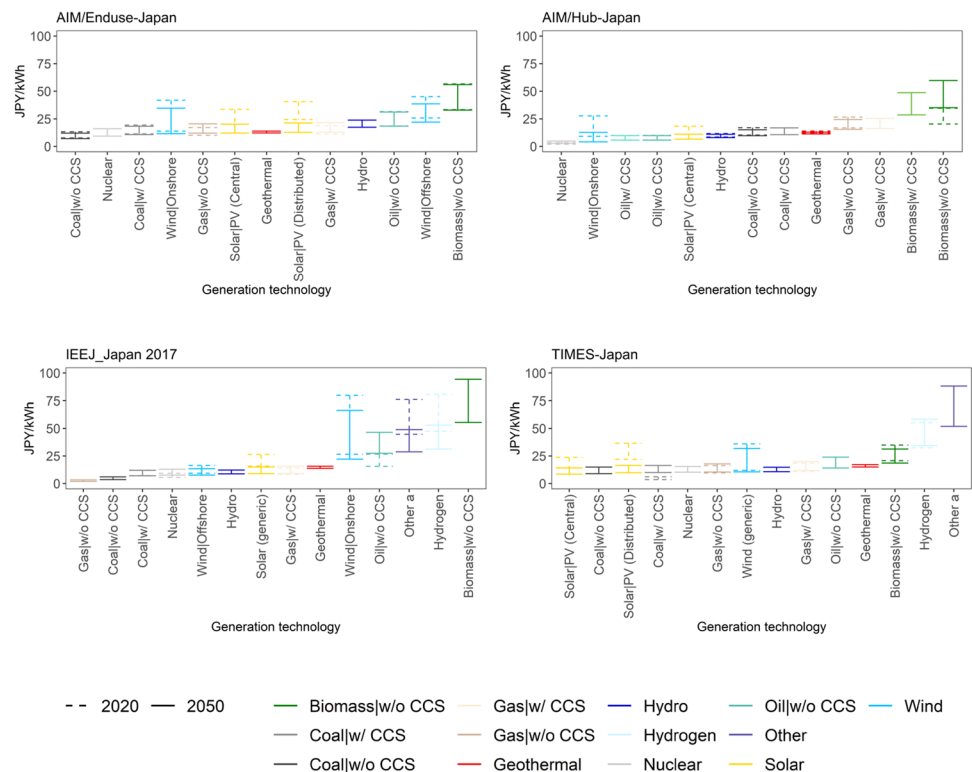 AIM/Enduse-Japan
JPY/kWh
100
75
50
25
0
Coal|w/o CCS
Nuclear
Coal|w/ CCS
Wind|Onshore
Gas|w/o CCS
Solar|PV (Central)
Geothermal
Solar|PV (Distributed)
Gas|w/ CCS
Hydro
Oil|w/o CCS
Wind|Offshore
Biomass|w/o CCS
Generation technology
AIM/Hub-Japan
JPY/kWh
100
75
50
25
0
Nuclear
Wind|Onshore
Oil|w/ CCS
Oil|w/o CCS
Solar|PV (Central)
Hydro
Coal|w/o CCS
Coal|w/ CCS
Geothermal
Gas|w/o CCS
Gas|w/ CCS
Biomass|w/ CCS
Biomass|w/o CCS
Generation technology
IEEJ_Japan 2017
JPY/kWh
100
75
50
25
0
Gas|w/o CCS
Coal|w/o CCS
Coal|w/ CCS
Nuclear
Wind|Offshore
Hydro
Solar (generic)
Gas|w/ CCS
Geothermal
Wind|Onshore
Oil|w/o CCS
Other a
Hydrogen
Biomass|w/o CCS
Generation technology
TIMES-Japan
JPY/kWh
100
75
50
25
0
Solar|PV (Central)
Coal|w/o CCS
Solar|PV (Distributed)
Coal|w/ CCS
Nuclear
Gas|w/o CCS
Wind (generic)
Hydro
Gas|w/ CCS
Oil|w/o CCS
Geothermal
Biomass|w/o CCS
Hydrogen
Other a
Generation technology
2020 2050
Biomass|w/o CCS Gas|w/ CCS Hydro Oil|w/o CCS Wind
Coal|w/ CCS Gas|w/o CCS Hydrogen Other
Coal|w/o CCS Geothermal Nuclear Solar